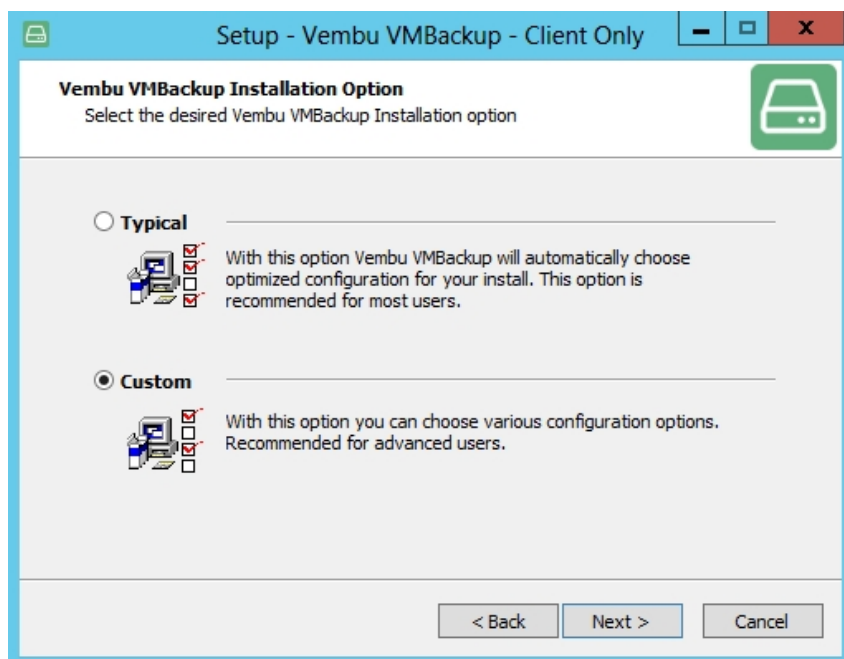 Setup - Vembu VMBackup - Client Only
Vembu VMBackup Installation Option
Select the desired Vembu VMBackup Installation option
Typical
With this option Vembu VMBackup will automatically choose
optimized configuration for your install. This option is
recommended for most users.
Custom
With this option you can choose various configuration options.
Recommended for advanced users.
< Back
Next >
Cancel